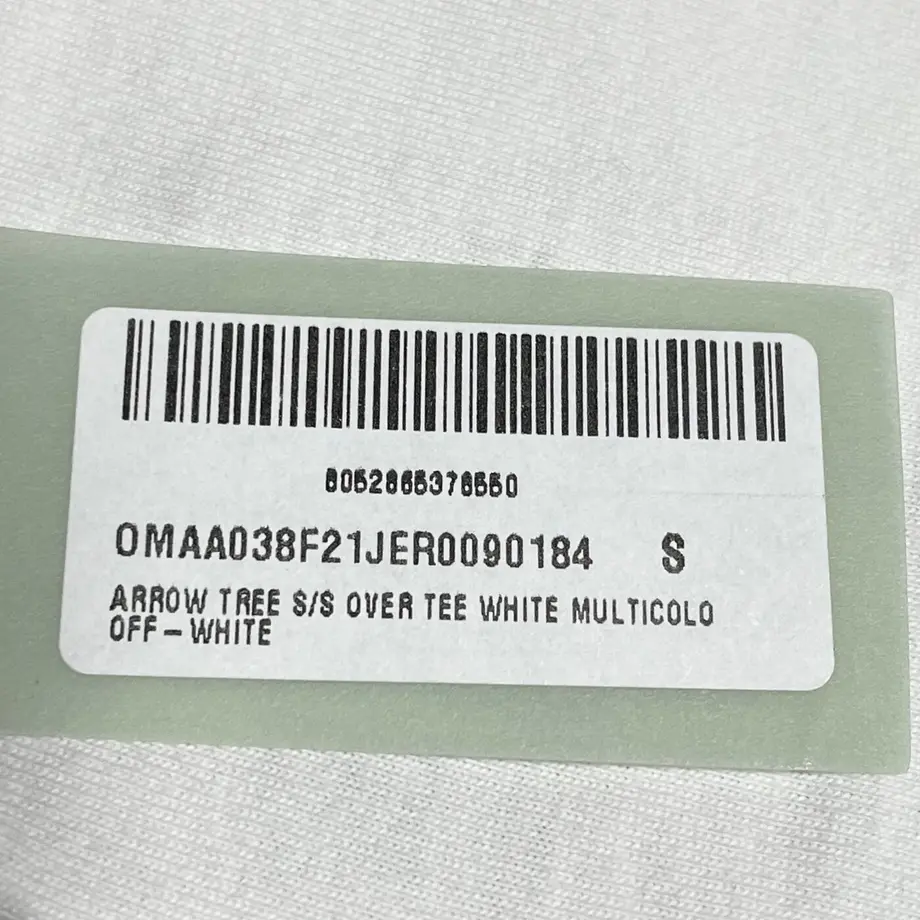 8052865376550
OMAA038F21JER0090184 S
ARROW TREE S/S OVER TEE WHITE MULTICOLO
OFF-WHITE